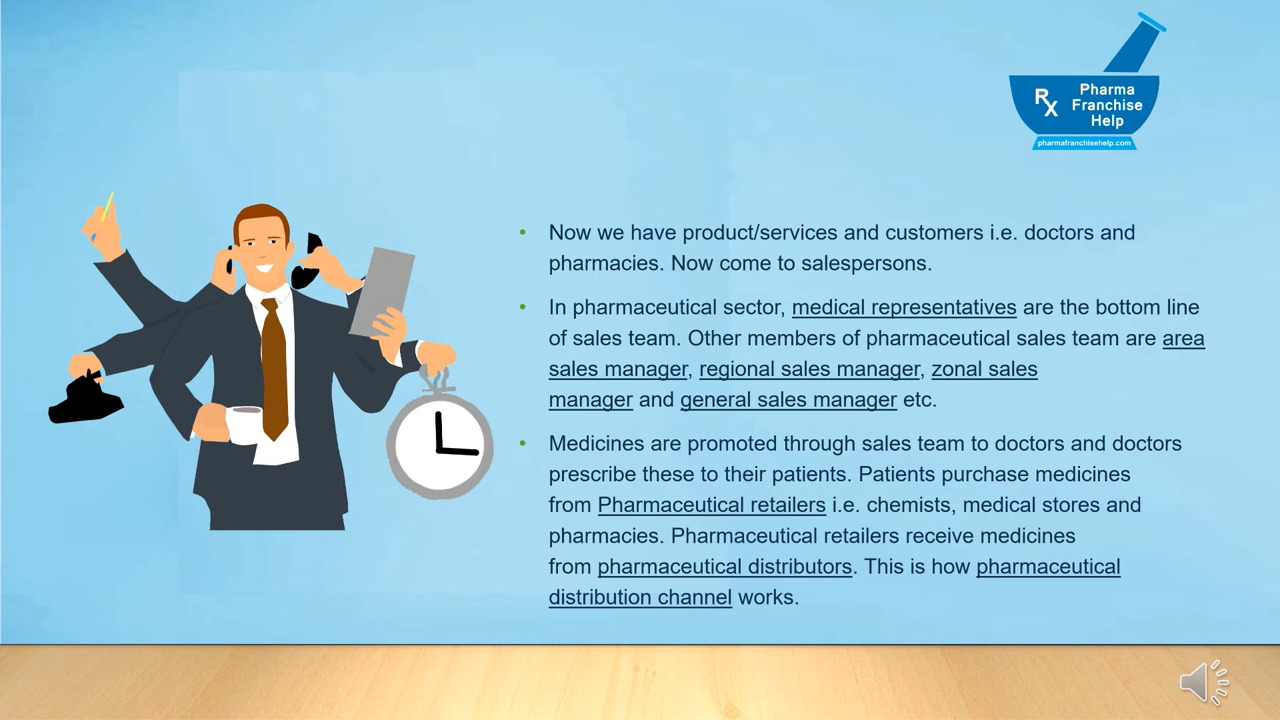 Rx
Pharma
Franchise
Help
pharmafranchisehelp.com
• Now we have product/services and customers i.e. doctors and
pharmacies. Now come to salespersons.
• In pharmaceutical sector, medical representatives are the bottom line
of sales team. Other members of pharmaceutical sales team are area
sales manager, regional sales manager, zonal sales
manager and general sales manager etc.
• Medicines are promoted through sales team to doctors and doctors
prescribe these to their patients. Patients purchase medicines
from Pharmaceutical retailers i.e. chemists, medical stores and
pharmacies. Pharmaceutical retailers receive medicines
from pharmaceutical distributors. This is how pharmaceutical
distribution channel works.